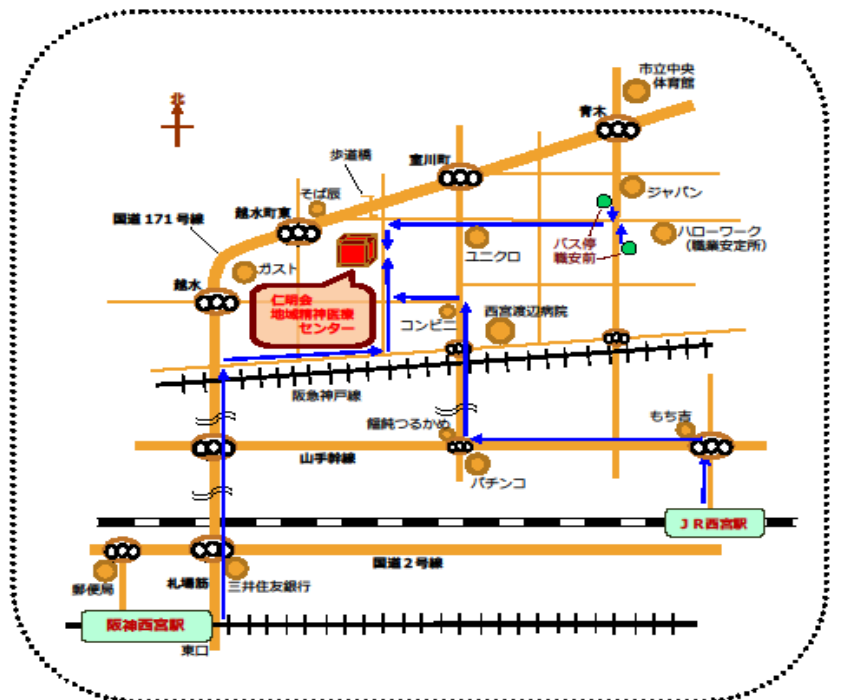 市立中央
体育館
北
青木
歩道橋
室川町
そば辰
ジャパン
越水町東
国道171号線
バス停
職安前
ハローワーク
(職業安定所)
ユニクロ
ガスト
越水
仁明会
地域精神医療
センター
コンビニ
西宮渡辺病院
阪急神戸線
饂飩つるかめ
もち吉
山手幹線
パチンコ
JR西宮駅
国道2号線
郵便局
札場筋
三井住友銀行
阪神西宮駅
東口